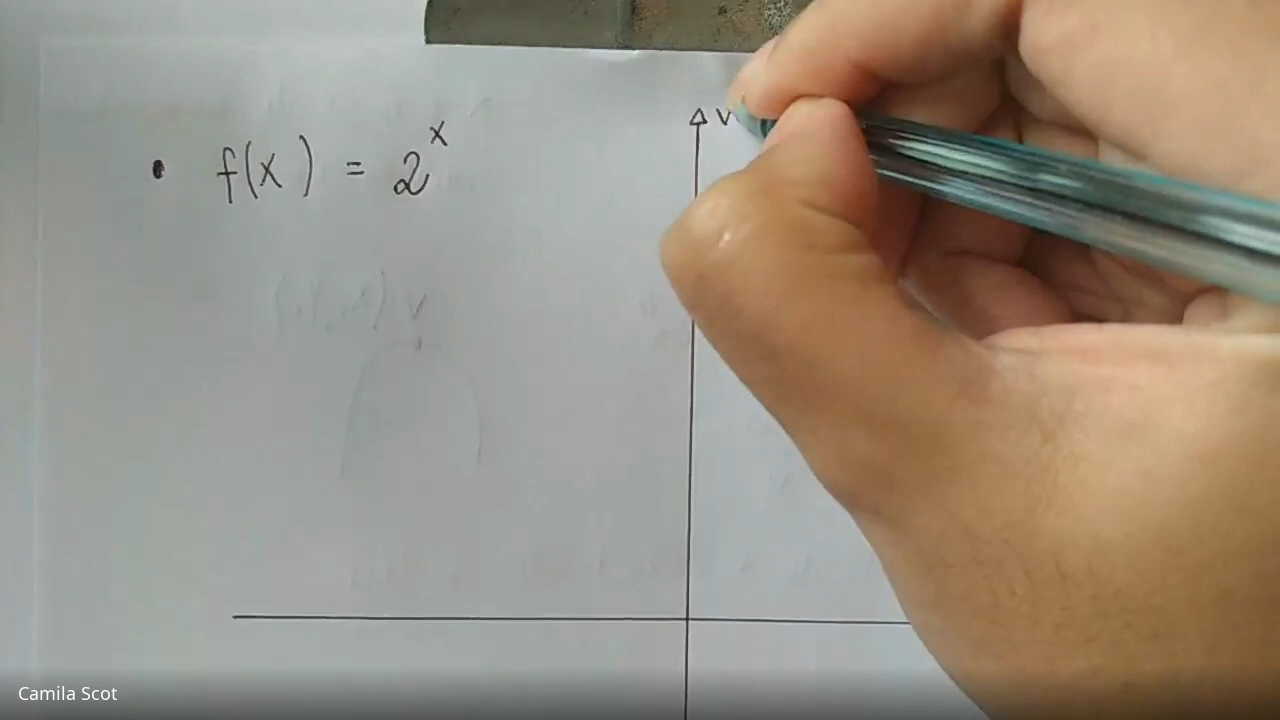 • f(x) = 2^x
Camila Scot